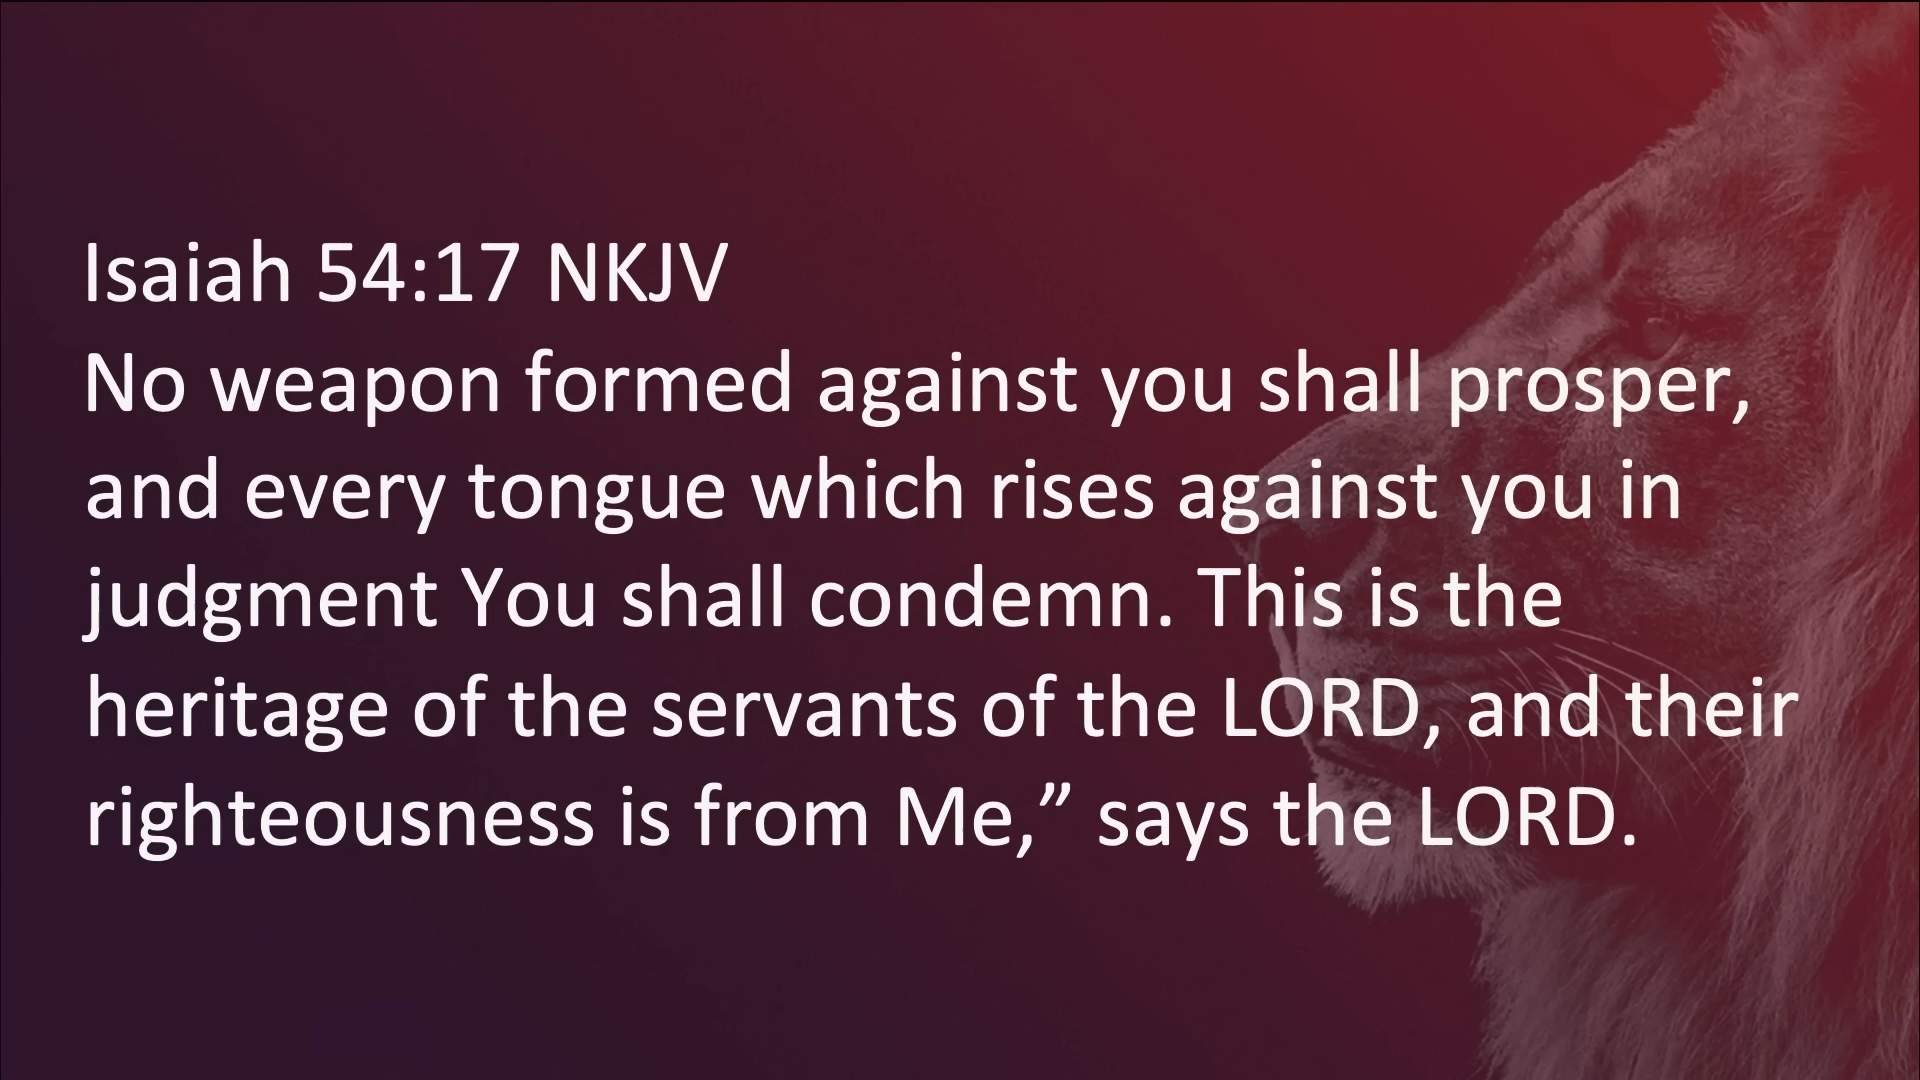 Isaiah 54:17 NKJV
No weapon formed against you shall prosper,
and every tongue which rises against you in
judgment You shall condemn. This is the
heritage of the servants of the LORD, and their
righteousness is from Me,” says the LORD.